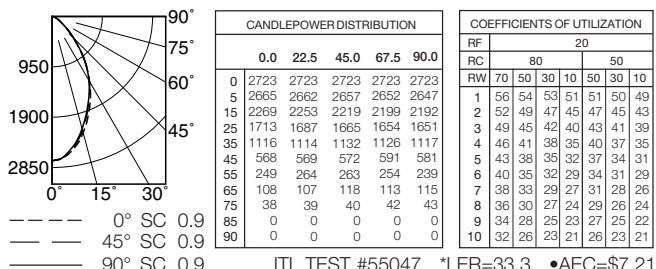 90°
75°
60°
45°
950
1900
2850
0° 15° 30°
0° SC 0.9
45° SC 0.9
90° SC 0.9
CANDLEPOWER DISTRIBUTION
0.0 22.5 45.0 67.5 90.0
0 2723 2723 2723 2723 2723
5 2665 2662 2657 2652 2647
15 2269 2253 2219 2199 2192
25 1713 1687 1665 1654 1651
35 1116 1114 1132 1126 1117
45 568 569 572 591 581
55 249 264 263 254 239
65 108 107 118 113 115
75 38 39 40 42 43
85 0 0 0 0 0
90 0 0 0 0 0
COEFFICIENTS OF UTILIZATION
RF 20
RC 80 50
RW 70 50 30 10 50 30 10
1 56 54 53 51 51 50 49
2 52 49 47 45 47 45 43
3 49 45 42 40 43 41 39
4 46 41 38 35 40 37 35
5 43 38 35 32 37 34 31
6 40 35 32 29 34 31 29
7 38 33 29 27 31 28 26
8 36 30 27 24 29 26 24
9 34 28 25 23 27 25 22
10 32 26 23 21 26 23 21
ITL TEST #55047 *LER=33.3 •AEC=$7.21